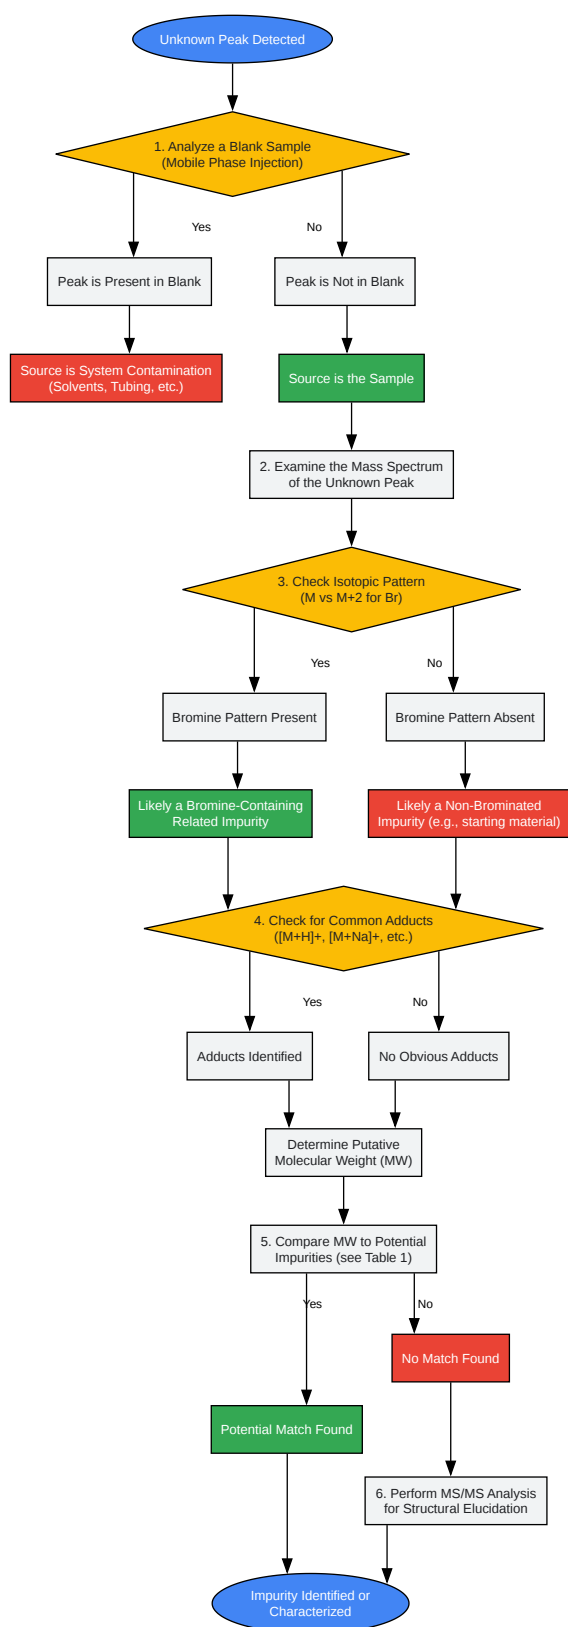 Unknown Peak Detected
1. Analyze a Blank Sample
(Mobile Phase Injection)
Yes
No
Peak is Present in Blank
Peak is Not in Blank
Source is System Contamination
(Solvents, Tubing, etc.)
Source is the Sample
2. Examine the Mass Spectrum
of the Unknown Peak
3. Check Isotopic Pattern
(M vs M+2 for Br)
Yes
No
Bromine Pattern Present
Bromine Pattern Absent
Likely a Bromine-Containing
Related Impurity
Likely a Non-Brominated
Impurity (e.g., starting material)
4. Check for Common Adducts
([M+H]+, [M+Na]+, etc.)
Yes
No
Adducts Identified
No Obvious Adducts
Determine Putative
Molecular Weight (MW)
5. Compare MW to Potential
Impurities (see Table 1)
Yes
No
No Match Found
Potential Match Found
6. Perform MS/MS Analysis
for Structural Elucidation
Impurity Identified or
Characterized